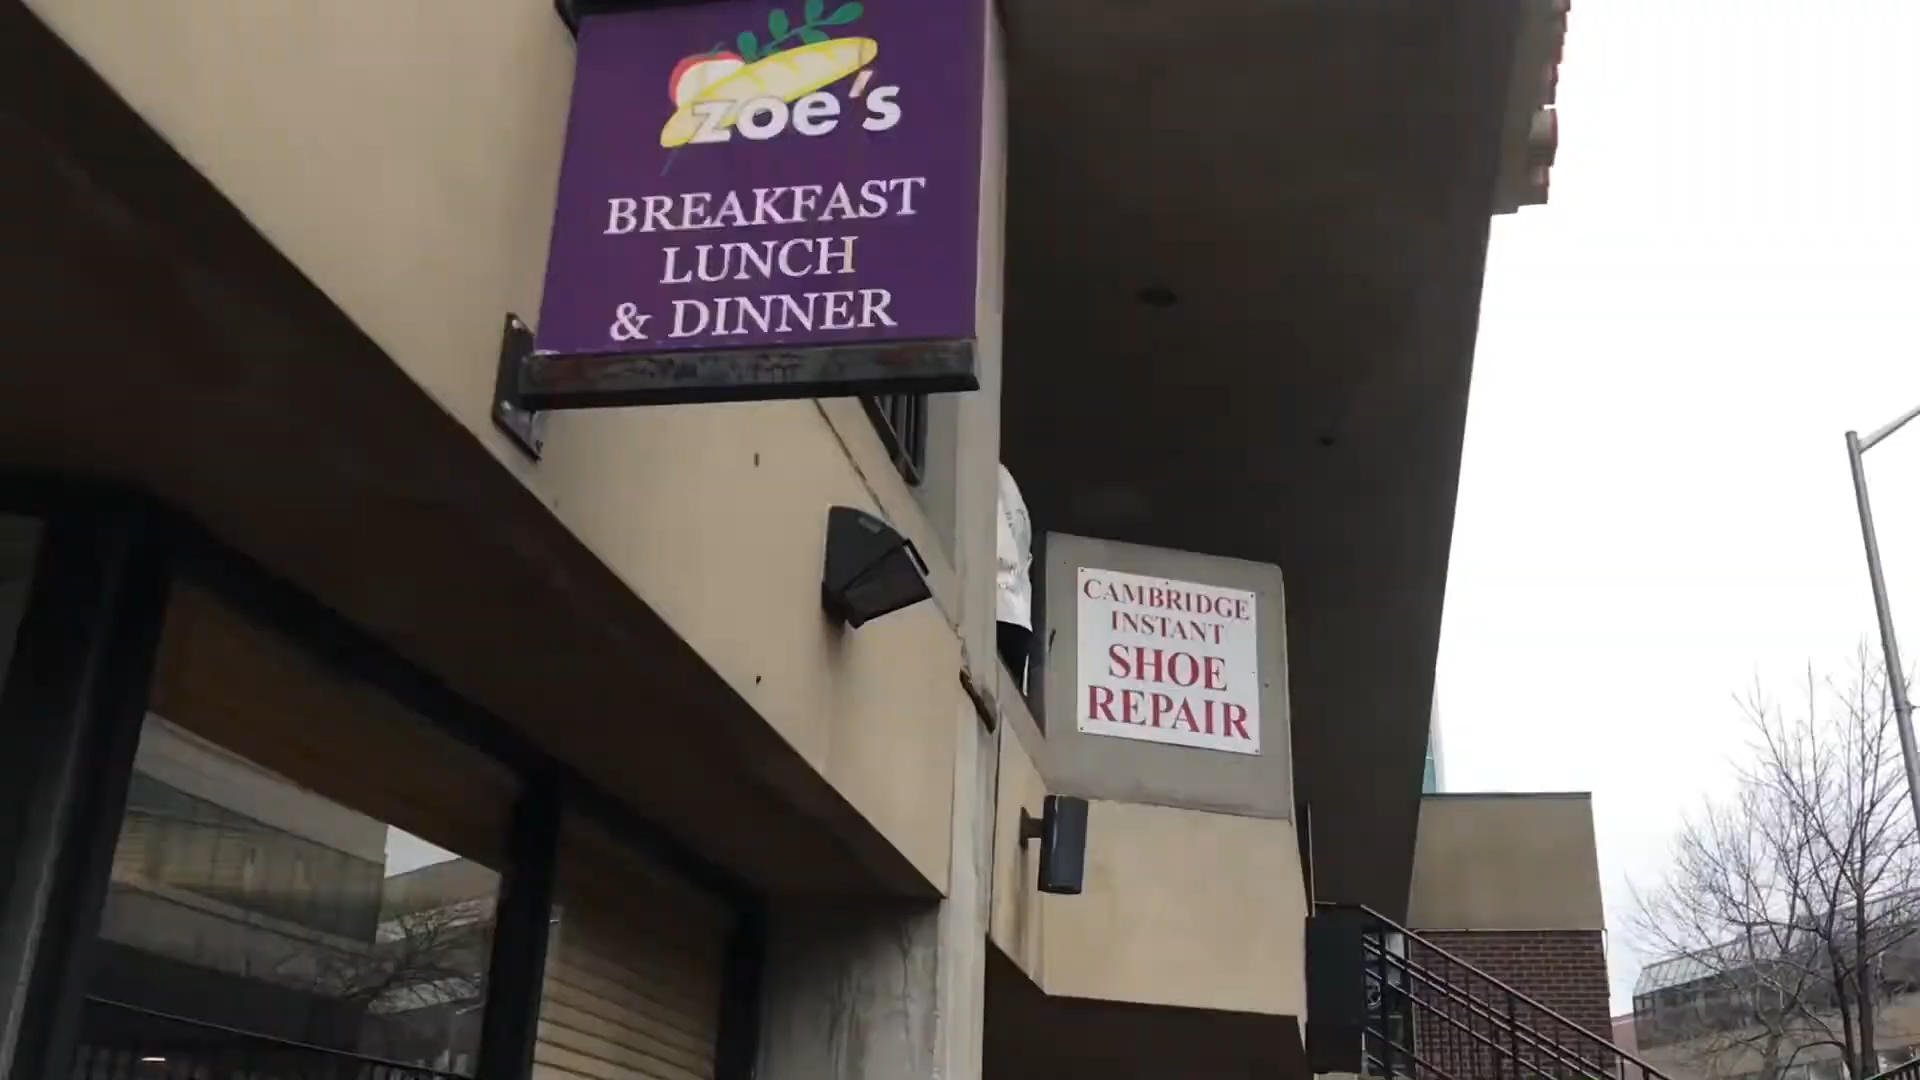 zoe's
BREAKFAST
LUNCH
& DINNER
CAMBRIDGE
INSTANT
SHOE
REPAIR